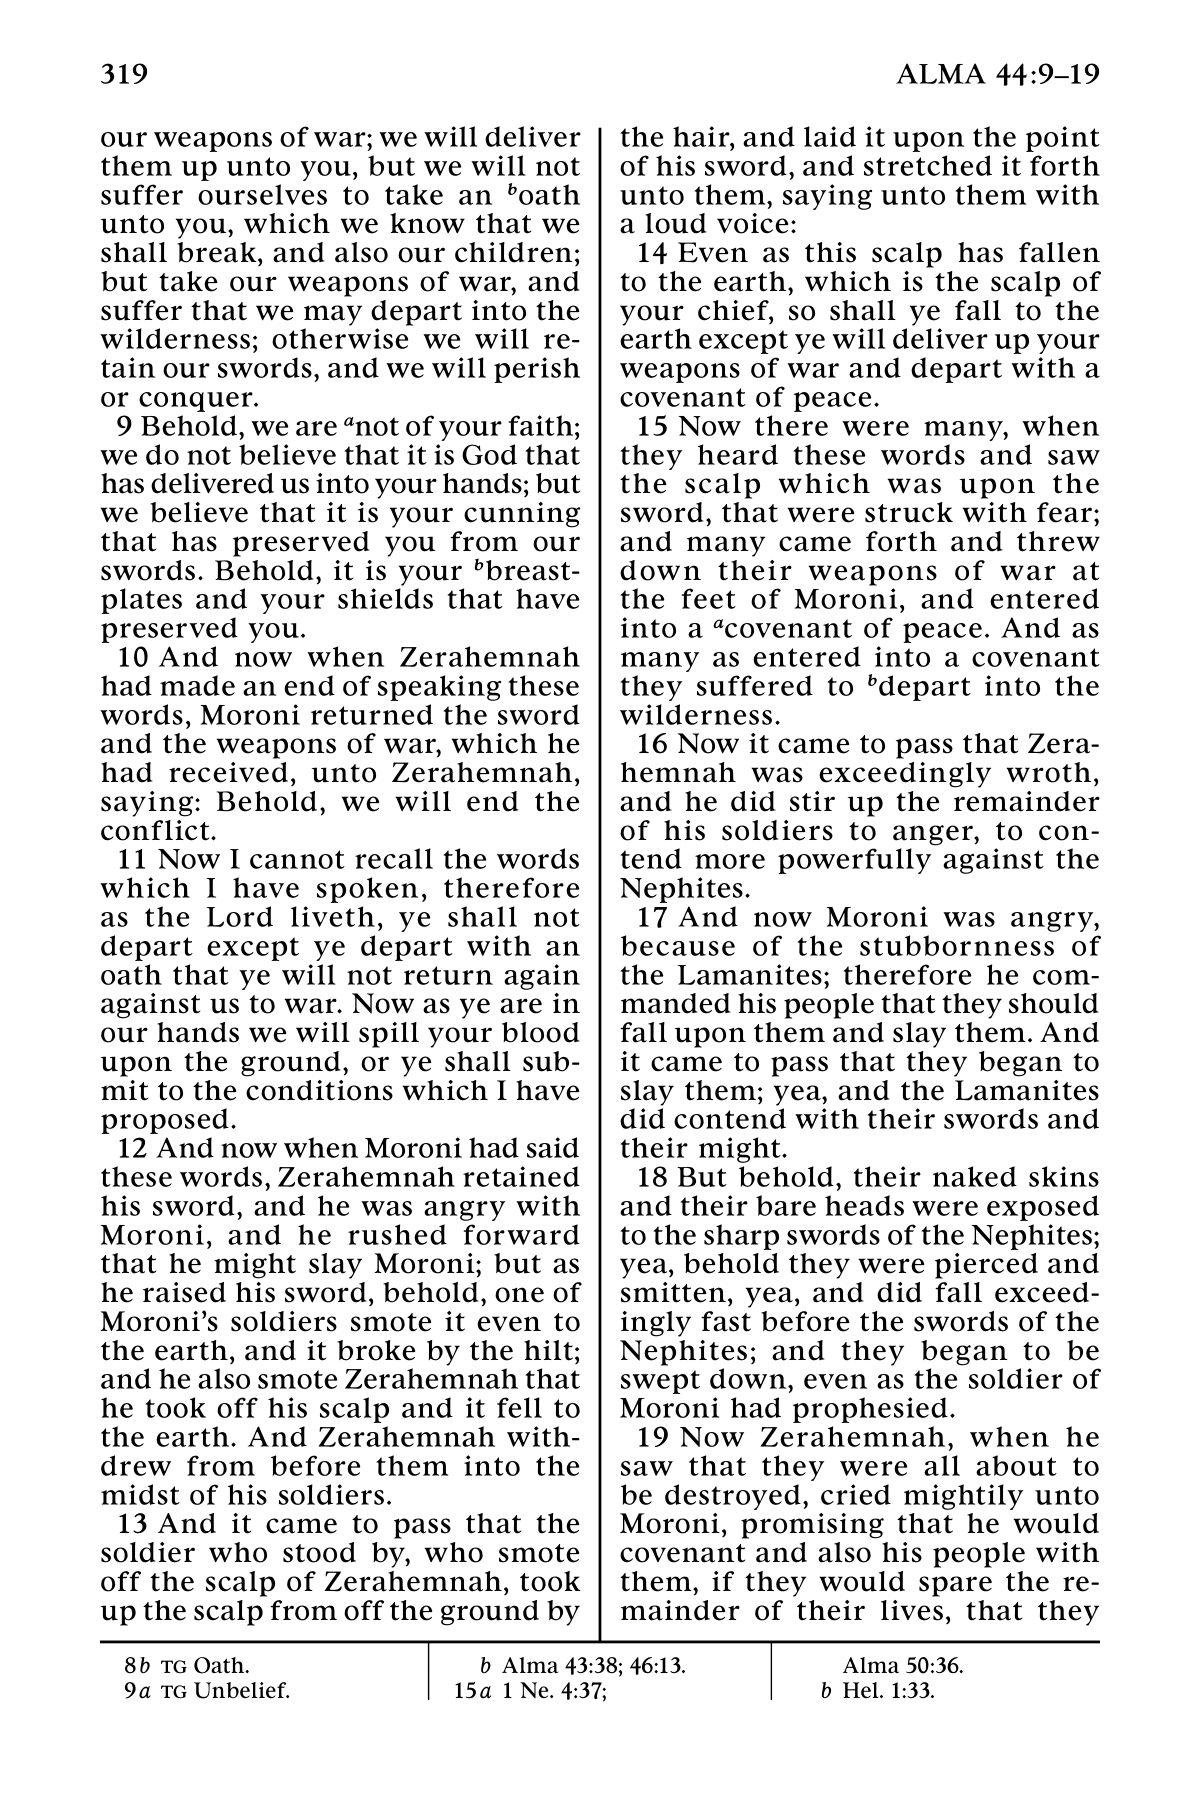 319
ALMA 44:9–19
our weapons of war; we will deliver
them up unto you, but we will not
suffer ourselves to take an boath
unto you, which we know that we
shall break, and also our children;
but take our weapons of war, and
suffer that we may depart into the
wilderness; otherwise we will re-
tain our swords, and we will perish
or conquer.
9 Behold, we are anot of your faith;
we do not believe that it is God that
has delivered us into your hands; but
we believe that it is your cunning
that has preserved you from our
swords. Behold, it is your bbreast-
plates and your shields that have
preserved you.
10 And now when Zerahemnah
had made an end of speaking these
words, Moroni returned the sword
and the weapons of war, which he
had received, unto Zerahemnah,
saying: Behold, we will end the
conflict.
11 Now I cannot recall the words
which I have spoken, therefore
as the Lord liveth, ye shall not
depart except ye depart with an
oath that ye will not return again
against us to war. Now as ye are in
our hands we will spill your blood
upon the ground, or ye shall sub-
mit to the conditions which I have
proposed.
12 And now when Moroni had said
these words, Zerahemnah retained
his sword, and he was angry with
Moroni, and he rushed forward
that he might slay Moroni; but as
he raised his sword, behold, one of
Moroni’s soldiers smote it even to
the earth, and it broke by the hilt;
and he also smote Zerahemnah that
he took off his scalp and it fell to
the earth. And Zerahemnah with-
drew from before them into the
midst of his soldiers.
13 And it came to pass that the
soldier who stood by, who smote
off the scalp of Zerahemnah, took
up the scalp from off the ground by
the hair, and laid it upon the point
of his sword, and stretched it forth
unto them, saying unto them with
a loud voice:
14 Even as this scalp has fallen
to the earth, which is the scalp of
your chief, so shall ye fall to the
earth except ye will deliver up your
weapons of war and depart with a
covenant of peace.
15 Now there were many, when
they heard these words and saw
the scalp which was upon the
sword, that were struck with fear;
and many came forth and threw
down their weapons of war at
the feet of Moroni, and entered
into a acovenant of peace. And as
many as entered into a covenant
they suffered to bdepart into the
wilderness.
16 Now it came to pass that Zera-
hemnah was exceedingly wroth,
and he did stir up the remainder
of his soldiers to anger, to con-
tend more powerfully against the
Nephites.
17 And now Moroni was angry,
because of the stubbornness of
the Lamanites; therefore he com-
manded his people that they should
fall upon them and slay them. And
it came to pass that they began to
slay them; yea, and the Lamanites
did contend with their swords and
their might.
18 But behold, their naked skins
and their bare heads were exposed
to the sharp swords of the Nephites;
yea, behold they were pierced and
smitten, yea, and did fall exceed-
ingly fast before the swords of the
Nephites; and they began to be
swept down, even as the soldier of
Moroni had prophesied.
19 Now Zerahemnah, when he
saw that they were all about to
be destroyed, cried mightily unto
Moroni, promising that he would
covenant and also his people with
them, if they would spare the re-
mainder of their lives, that they
8b TG Oath.
9a TG Unbelief.
b Alma 43:38; 46:13.
15a 1 Ne. 4:37;
Alma 50:36.
b Hel. 1:33.